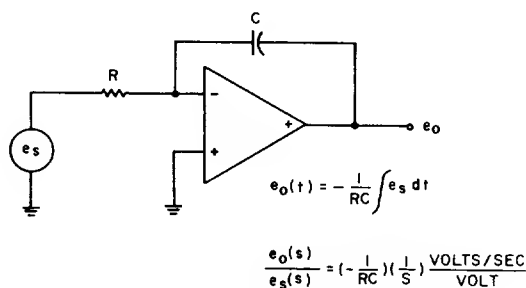 C
R
−
+
+
e_s
e_o
e_o(t) = − 1/RC ∫ e_s dt
e_o(s)/e_s(s) = (− 1/RC)(1/S) VOLTS/SEC/VOLT